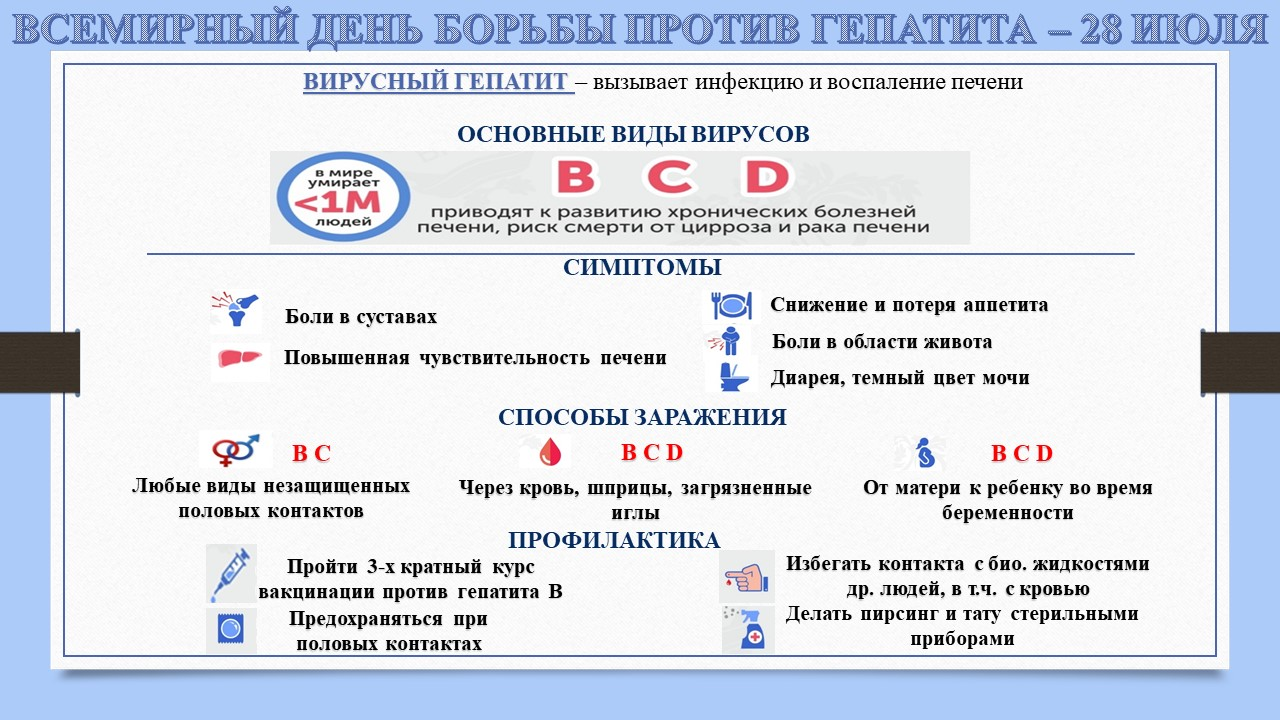 ВСЕМИРНЫЙ ДЕНЬ БОРЬБЫ ПРОТИВ ГЕПАТИТА – 28 ИЮЛЯ
ВИРУСНЫЙ ГЕПАТИТ – вызывает инфекцию и воспаление печени
ОСНОВНЫЕ ВИДЫ ВИРУСОВ
в мире
умирает
<1М
людей
B C D
приводят к развитию хронических болезней
печени, риск смерти от цирроза и рака печени
СИМПТОМЫ
Боли в суставах
Повышенная чувствительность печени
Снижение и потеря аппетита
Боли в области живота
Диарея, темный цвет мочи
СПОСОБЫ ЗАРАЖЕНИЯ
B C
Любые виды незащищенных
половых контактов
B C D
Через кровь, шприцы, загрязненные
иглы
B C D
От матери к ребенку во время
беременности
ПРОФИЛАКТИКА
Пройти 3-х кратный курс
вакцинации против гепатита В
Предохраняться при
половых контактах
Избегать контакта с био. жидкостями
др. людей, в т.ч. с кровью
Делать пирсинг и тату стерильными
приборами